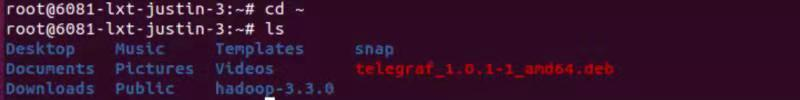 root@6081-lxt-justin-3:~# cd ~
root@6081-lxt-justin-3:~# ls
Desktop Music Templates snap
Documents Pictures Videos telegraf_1.0.1-1_amd64.deb
Downloads Public hadoop-3.3.0